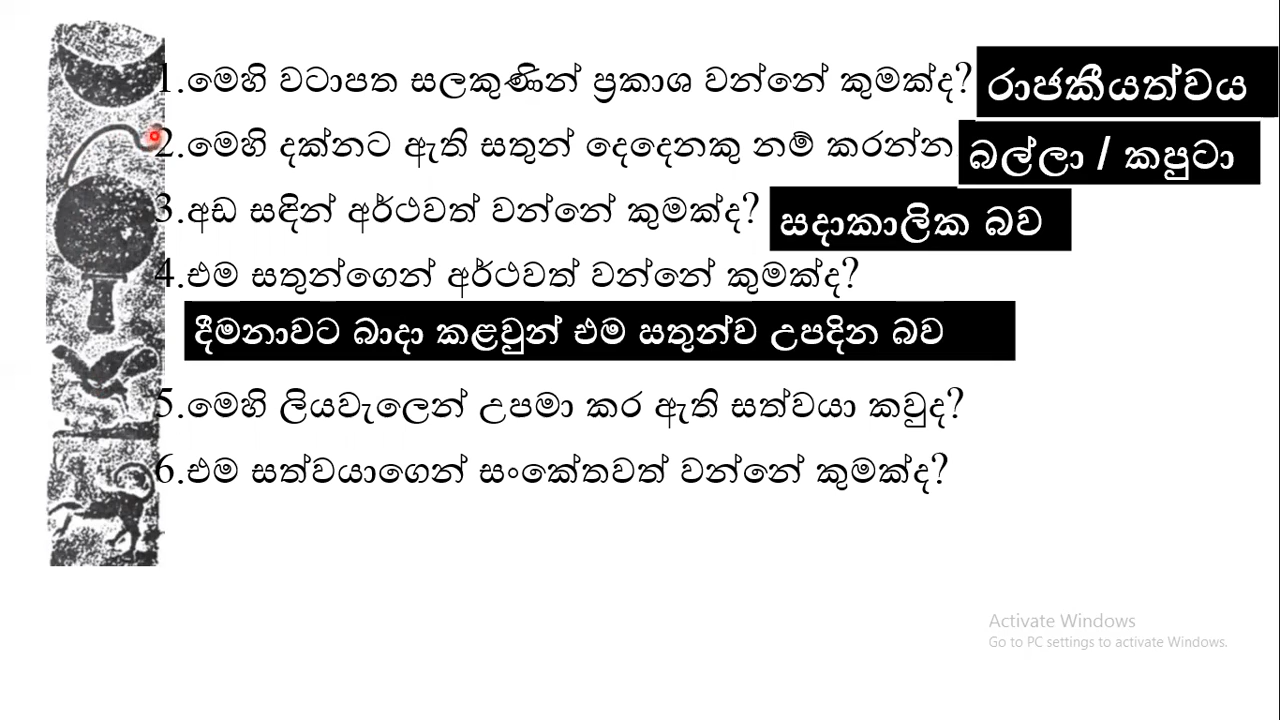 1.මෙහි වටාපත සලකුණින් ප්‍රකාශ වන්නේ කුමක්ද? රාජකීයත්වය
2.මෙහි දක්නට ඇති සතුන් දෙදෙනකු නම් කරන්න බල්ලා / කපුටා
3.අඩ සඳින් අර්ථවත් වන්නේ කුමක්ද? සදාකාලික බව
4.එම සතුන්ගෙන් අර්ථවත් වන්නේ කුමක්ද?
දීමනාවට බාදා කළවුන් එම සතුන්ව උපදින බව
5.මෙහි ලියවැලෙන් උපමා කර ඇති සත්වයා කවුද?
6.එම සත්වයාගෙන් සංකේතවත් වන්නේ කුමක්ද?
Activate Windows
Go to PC settings to activate Windows.